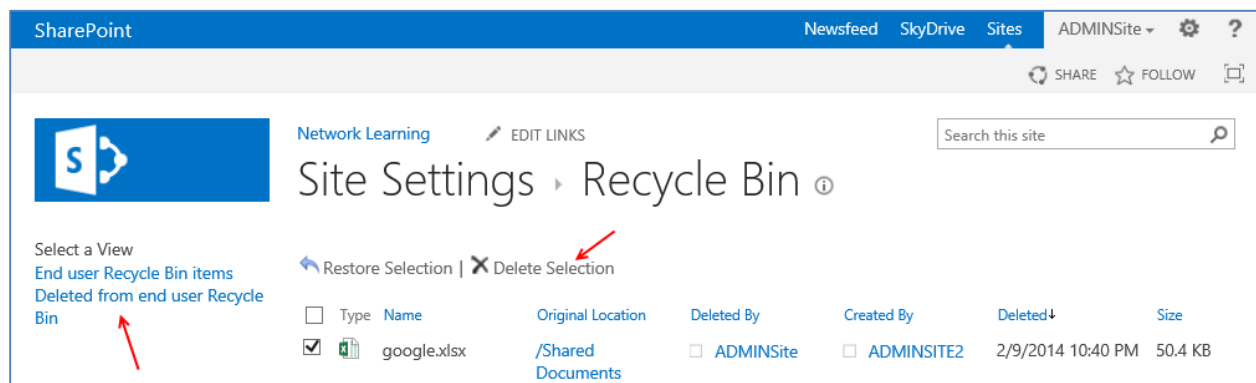 SharePoint
Newsfeed SkyDrive Sites ADMINSite ?
SHARE FOLLOW
S
Network Learning EDIT LINKS
Search this site
Site Settings Recycle Bin
Select a View
End user Recycle Bin items
Deleted from end user Recycle
Bin
Restore Selection | Delete Selection
Type Name Original Location Deleted By Created By Deleted↓ Size
google.xlsx /Shared ADMINSite ADMINSITE2 2/9/2014 10:40 PM 50.4 KB
Documents